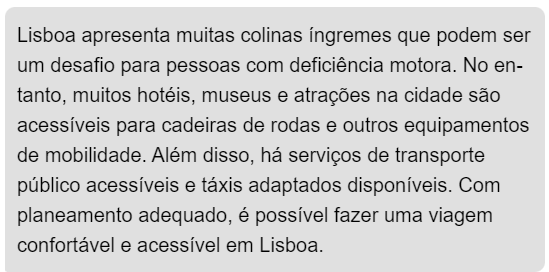 Lisboa apresenta muitas colinas íngremes que podem ser
um desafio para pessoas com deficiência motora. No en-
tanto, muitos hotéis, museus e atrações na cidade são
acessíveis para cadeiras de rodas e outros equipamentos
de mobilidade. Além disso, há serviços de transporte
público acessíveis e táxis adaptados disponíveis. Com
planeamento adequado, é possível fazer uma viagem
confortável e acessível em Lisboa.